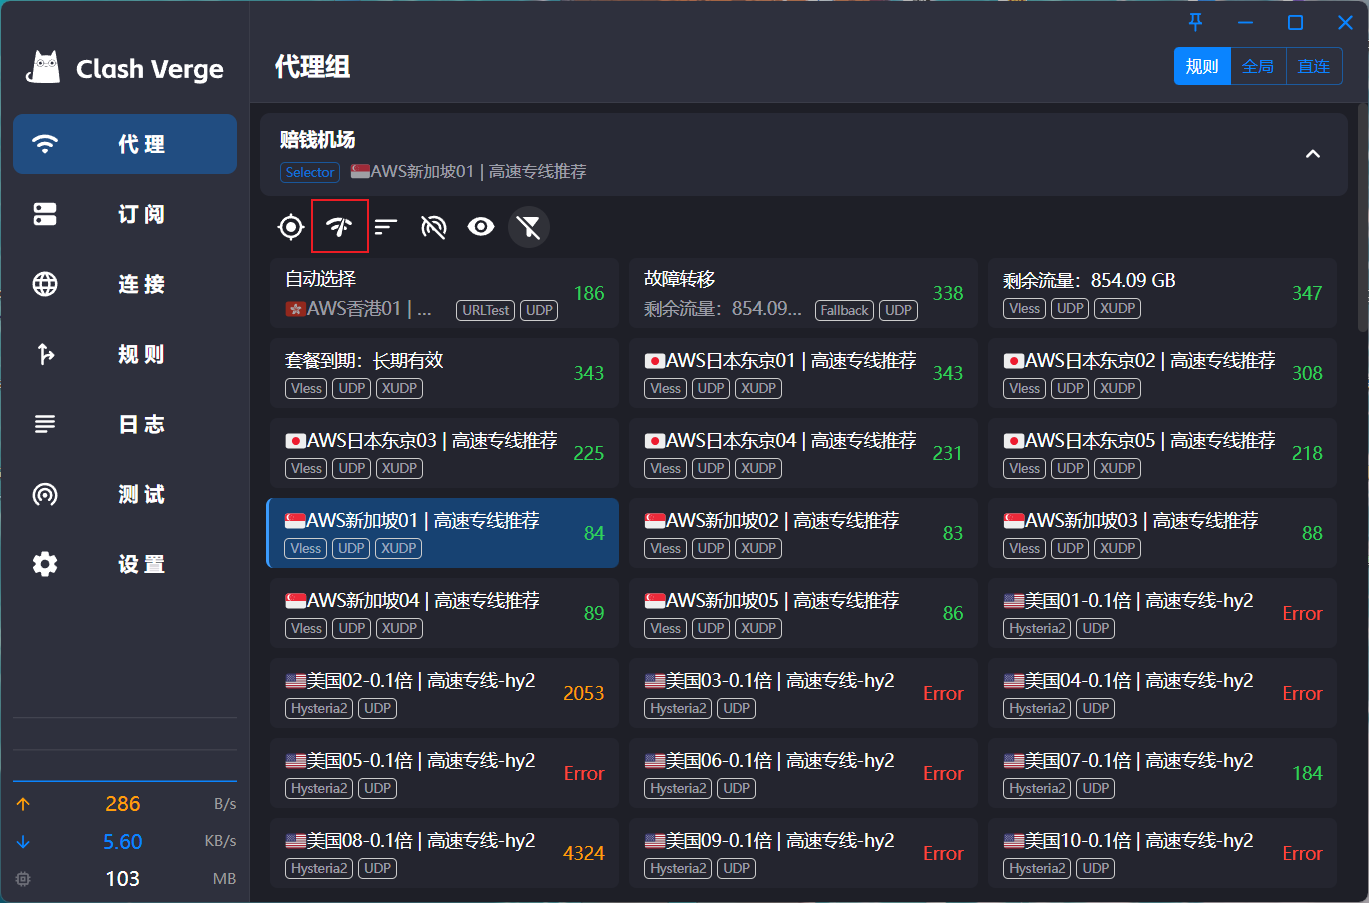 Clash Verge
代理组
规则 全局 直连
代理
订阅
连接
规则
日志
测试
设置
286 B/s
5.60 KB/s
103 MB
赔钱机场
Selector 🇸🇬AWS新加坡01 | 高速专线推荐
自动选择
🇭🇰AWS香港01 | ... URLTest UDP 186
故障转移
剩余流量：854.09... Fallback UDP 338
剩余流量：854.09 GB
Vless UDP XUDP 347
套餐到期：长期有效
Vless UDP XUDP 343
🇯🇵AWS日本东京01 | 高速专线推荐
Vless UDP XUDP 343
🇯🇵AWS日本东京02 | 高速专线推荐
Vless UDP XUDP 308
🇯🇵AWS日本东京03 | 高速专线推荐
Vless UDP XUDP 225
🇯🇵AWS日本东京04 | 高速专线推荐
Vless UDP XUDP 231
🇯🇵AWS日本东京05 | 高速专线推荐
Vless UDP XUDP 218
🇸🇬AWS新加坡01 | 高速专线推荐
Vless UDP XUDP 84
🇸🇬AWS新加坡02 | 高速专线推荐
Vless UDP XUDP 83
🇸🇬AWS新加坡03 | 高速专线推荐
Vless UDP XUDP 88
🇸🇬AWS新加坡04 | 高速专线推荐
Vless UDP XUDP 89
🇸🇬AWS新加坡05 | 高速专线推荐
Vless UDP XUDP 86
🇺🇸美国01-0.1倍 | 高速专线-hy2
Hysteria2 UDP Error
🇺🇸美国02-0.1倍 | 高速专线-hy2
Hysteria2 UDP 2053
🇺🇸美国03-0.1倍 | 高速专线-hy2
Hysteria2 UDP Error
🇺🇸美国04-0.1倍 | 高速专线-hy2
Hysteria2 UDP Error
🇺🇸美国05-0.1倍 | 高速专线-hy2
Hysteria2 UDP Error
🇺🇸美国06-0.1倍 | 高速专线-hy2
Hysteria2 UDP Error
🇺🇸美国07-0.1倍 | 高速专线-hy2
Hysteria2 UDP 184
🇺🇸美国08-0.1倍 | 高速专线-hy2
Hysteria2 UDP 4324
🇺🇸美国09-0.1倍 | 高速专线-hy2
Hysteria2 UDP Error
🇺🇸美国10-0.1倍 | 高速专线-hy2
Hysteria2 UDP Error